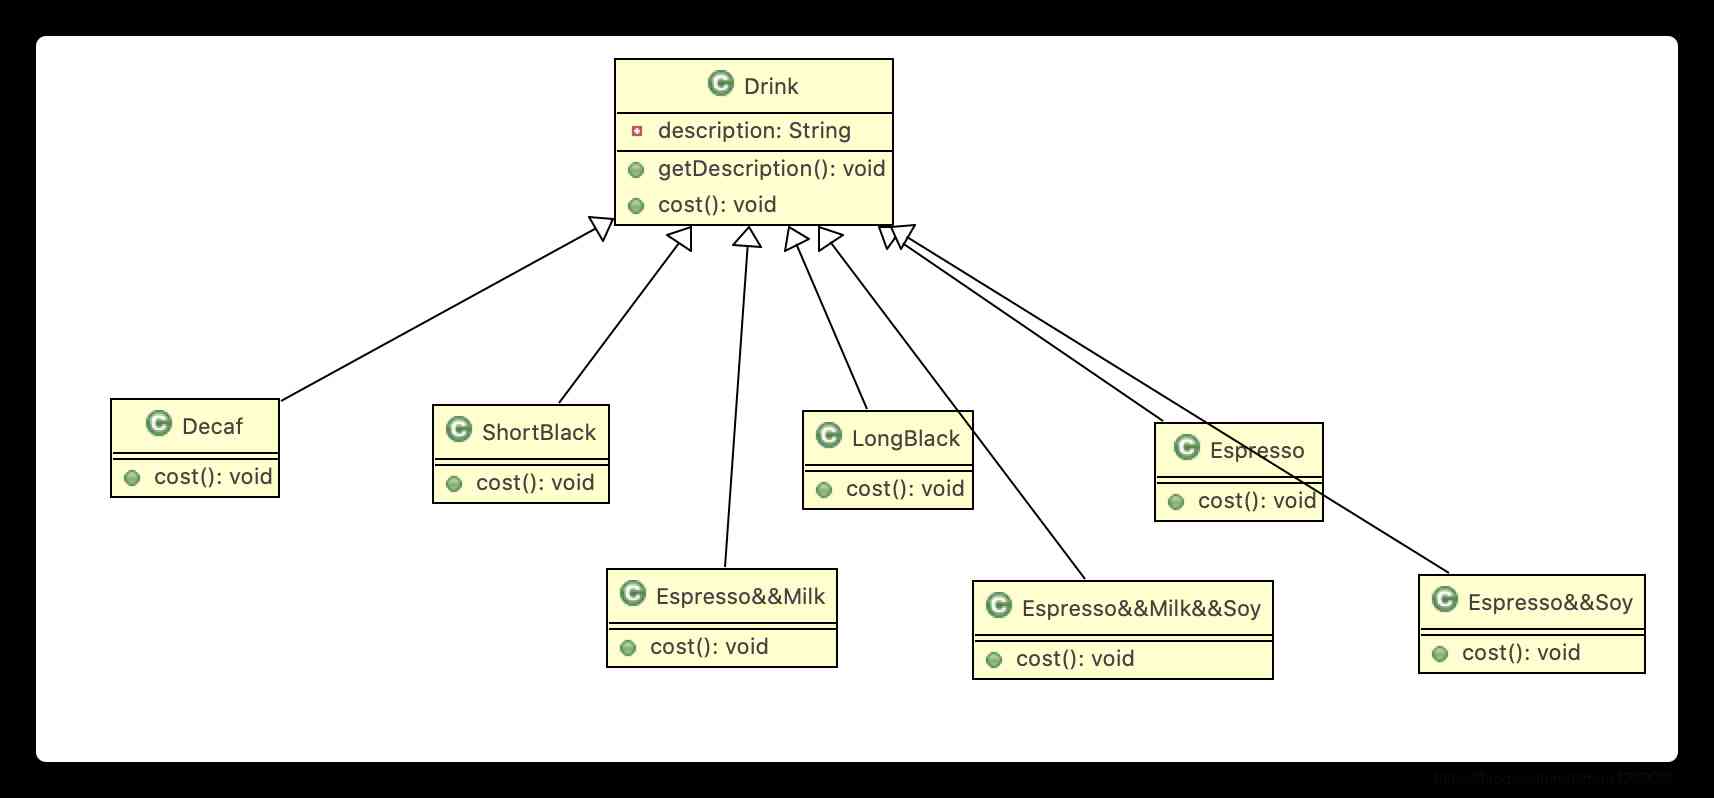 Drink
description: String
getDescription(): void
cost(): void
Decaf
cost(): void
ShortBlack
cost(): void
LongBlack
cost(): void
Espresso
cost(): void
Espresso&&Milk
cost(): void
Espresso&&Milk&&Soy
cost(): void
Espresso&&Soy
cost(): void